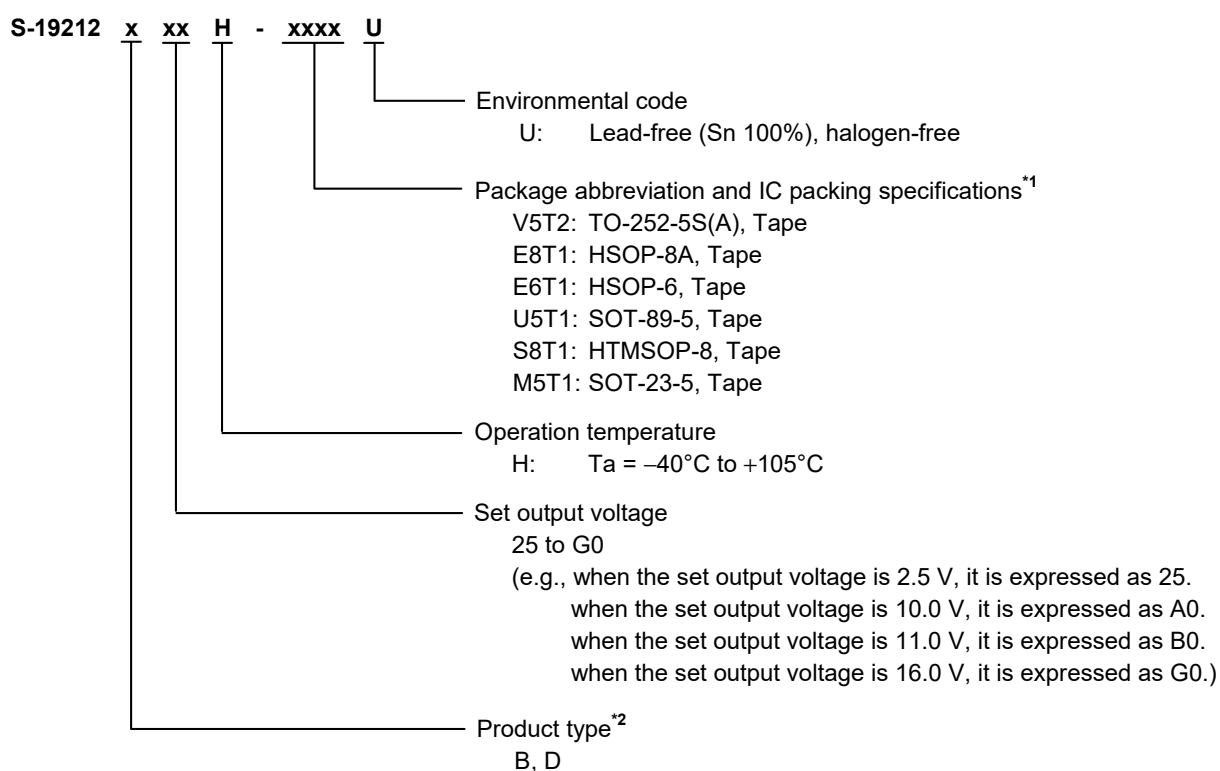 S-19212 x xx H - xxxx U
Environmental code
U: Lead-free (Sn 100%), halogen-free
Package abbreviation and IC packing specifications*1
V5T2: TO-252-5S(A), Tape
E8T1: HSOP-8A, Tape
E6T1: HSOP-6, Tape
U5T1: SOT-89-5, Tape
S8T1: HTMSOP-8, Tape
M5T1: SOT-23-5, Tape
Operation temperature
H: Ta = −40°C to +105°C
Set output voltage
25 to G0
(e.g., when the set output voltage is 2.5 V, it is expressed as 25.
when the set output voltage is 10.0 V, it is expressed as A0.
when the set output voltage is 11.0 V, it is expressed as B0.
when the set output voltage is 16.0 V, it is expressed as G0.)
Product type*2
B, D